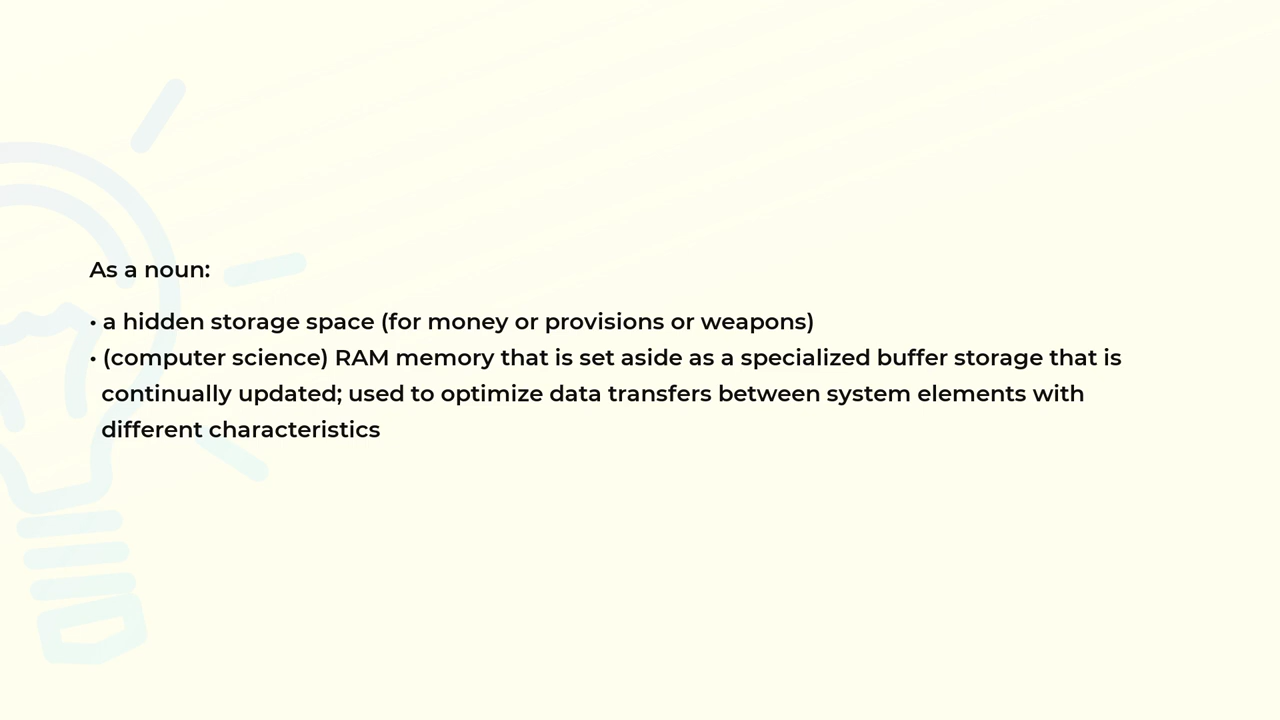 As a noun:
• a hidden storage space (for money or provisions or weapons)
• (computer science) RAM memory that is set aside as a specialized buffer storage that is
continually updated; used to optimize data transfers between system elements with
different characteristics